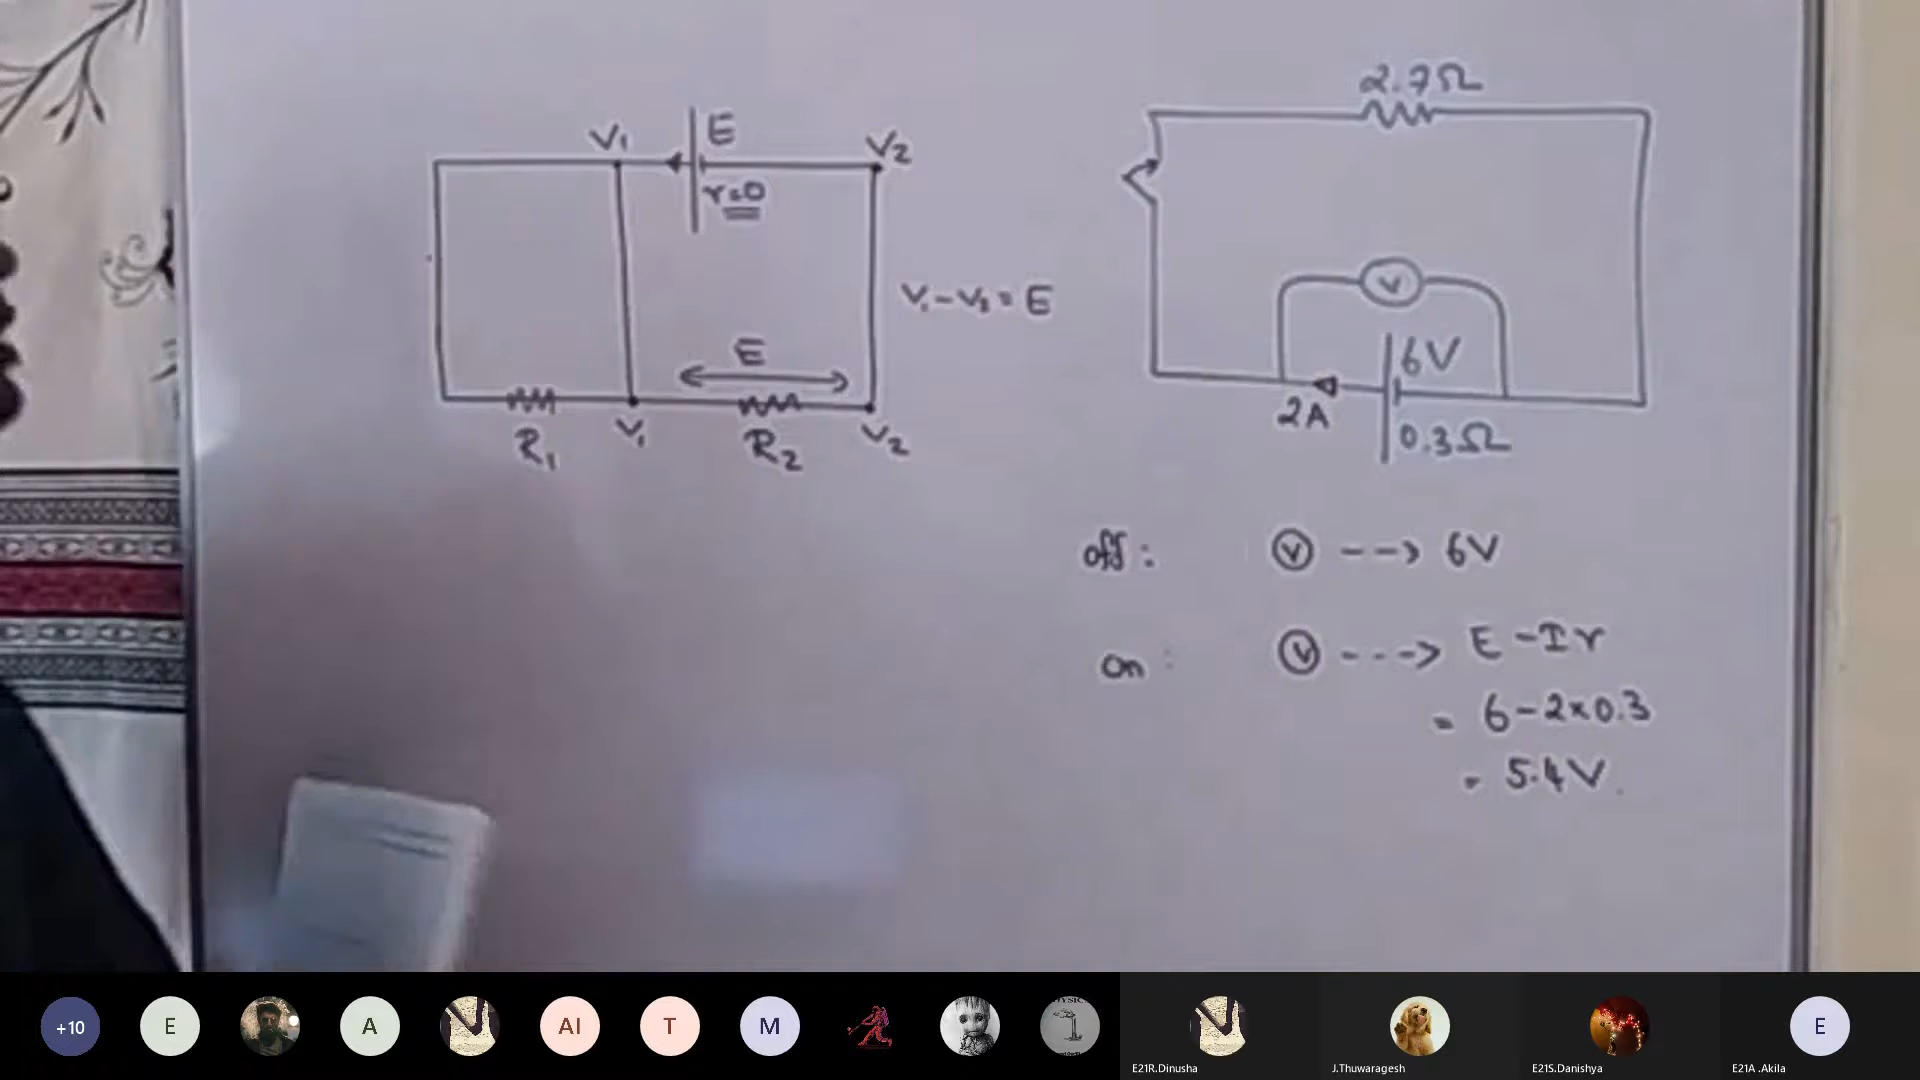 V₁
E
V₂
r=0
V₁ - V₂ = E
E
R₁
V₁
R₂
V₂
2.7Ω
V
6V
2A
0.3Ω
off : V --> 6V
on : V ---> E - Ir
= 6 - 2×0.3
= 5.4V.
+10
E
A
AI
T
M
E21R.Dinusha
J.Thuwaragesh
E21S.Danishya
E
E21A .Akila